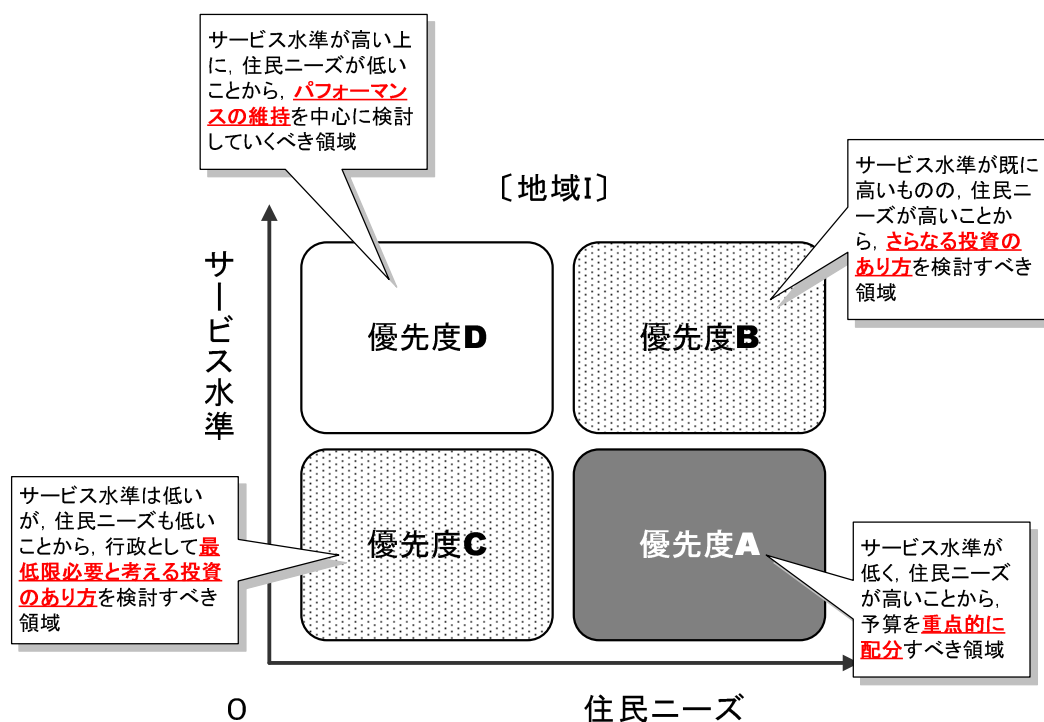 サービス水準が高い上
に，住民ニーズが低い
ことから，パフォーマン
スの維持を中心に検討
していくべき領域
〔地域I〕
サービス水準が既に
高いものの，住民ニ
ーズが高いことか
ら，さらなる投資の
あり方を検討すべき
領域
サービス水準
優先度D
優先度B
サービス水準は低い
が，住民ニーズも低い
ことから，行政として最
低限必要と考える投資
のあり方を検討すべき
領域
優先度C
優先度A
サービス水準が
低く，住民ニーズ
が高いことから，
予算を重点的に
配分すべき領域
０
住民ニーズ